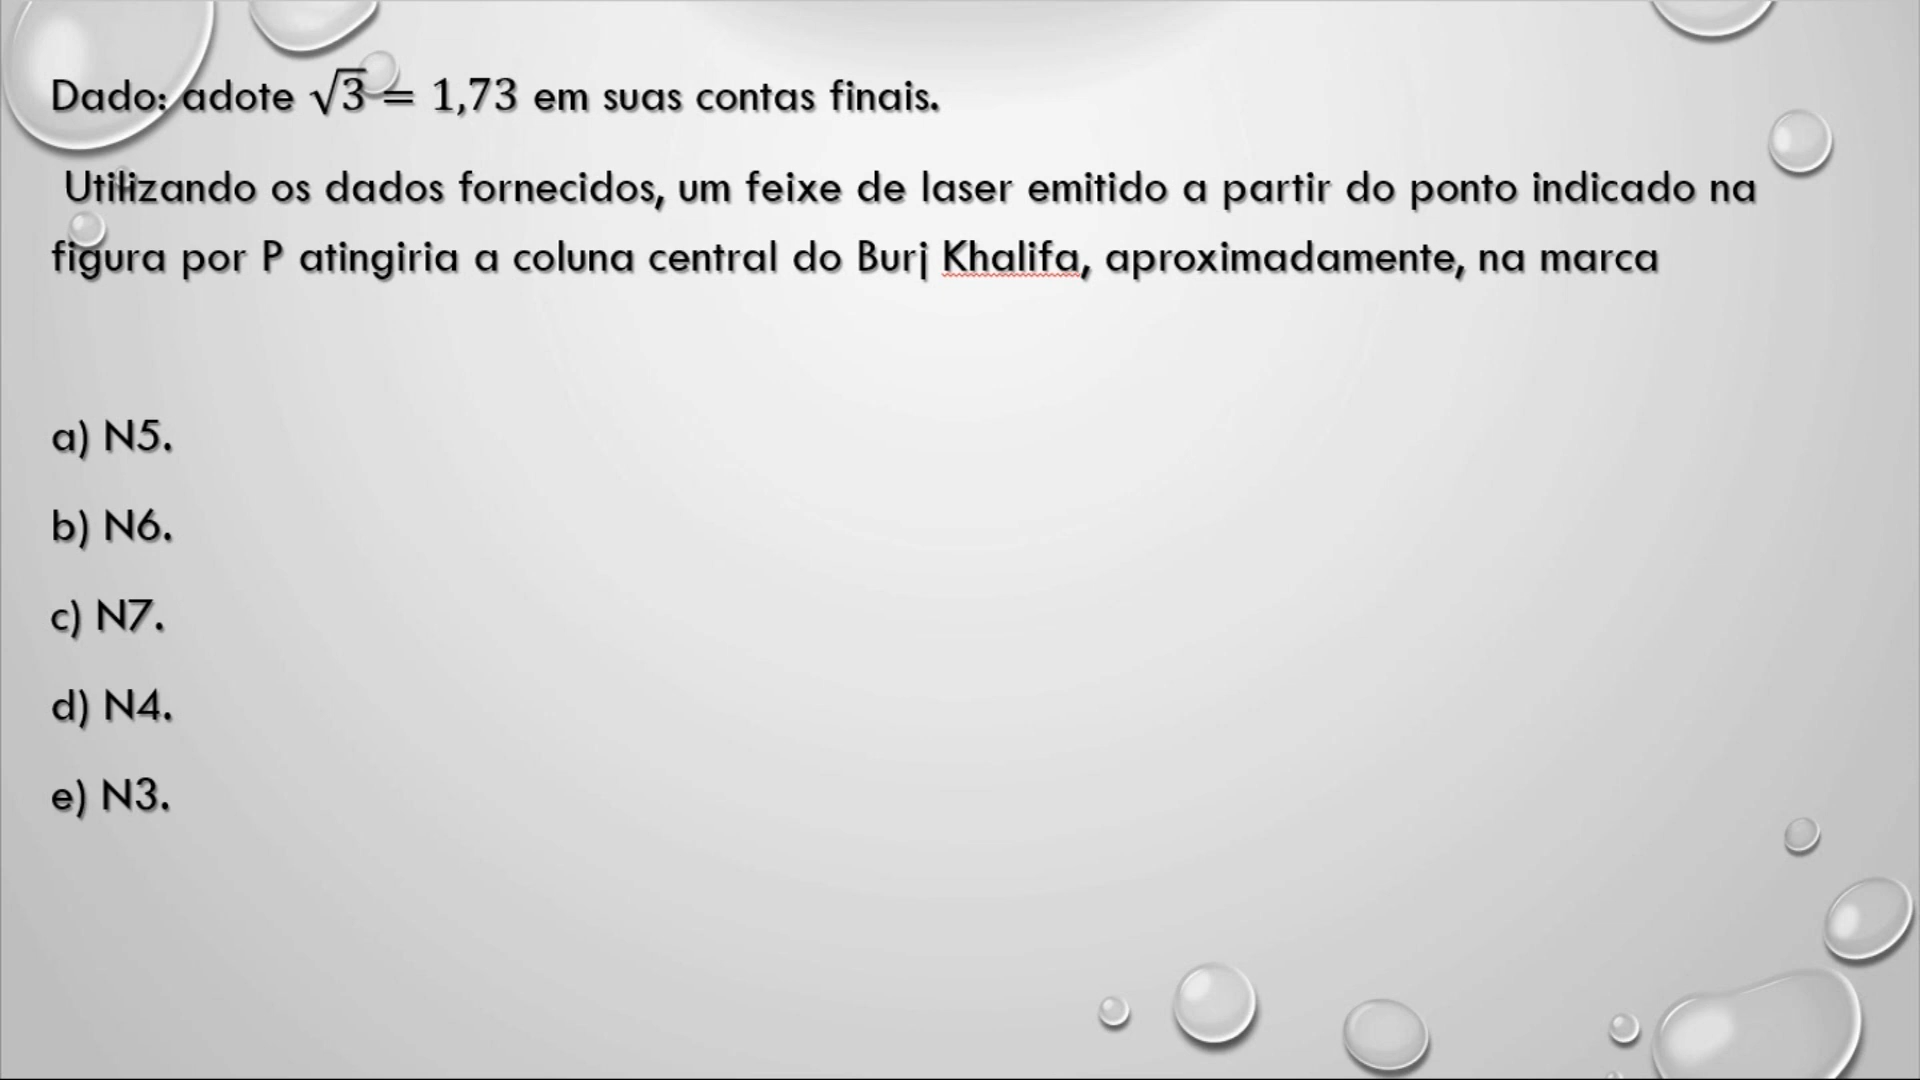 Dado: adote √3 = 1,73 em suas contas finais.
Utilizando os dados fornecidos, um feixe de laser emitido a partir do ponto indicado na
figura por P atingiria a coluna central do Burj Khalifa, aproximadamente, na marca
a) N5.
b) N6.
c) N7.
d) N4.
e) N3.